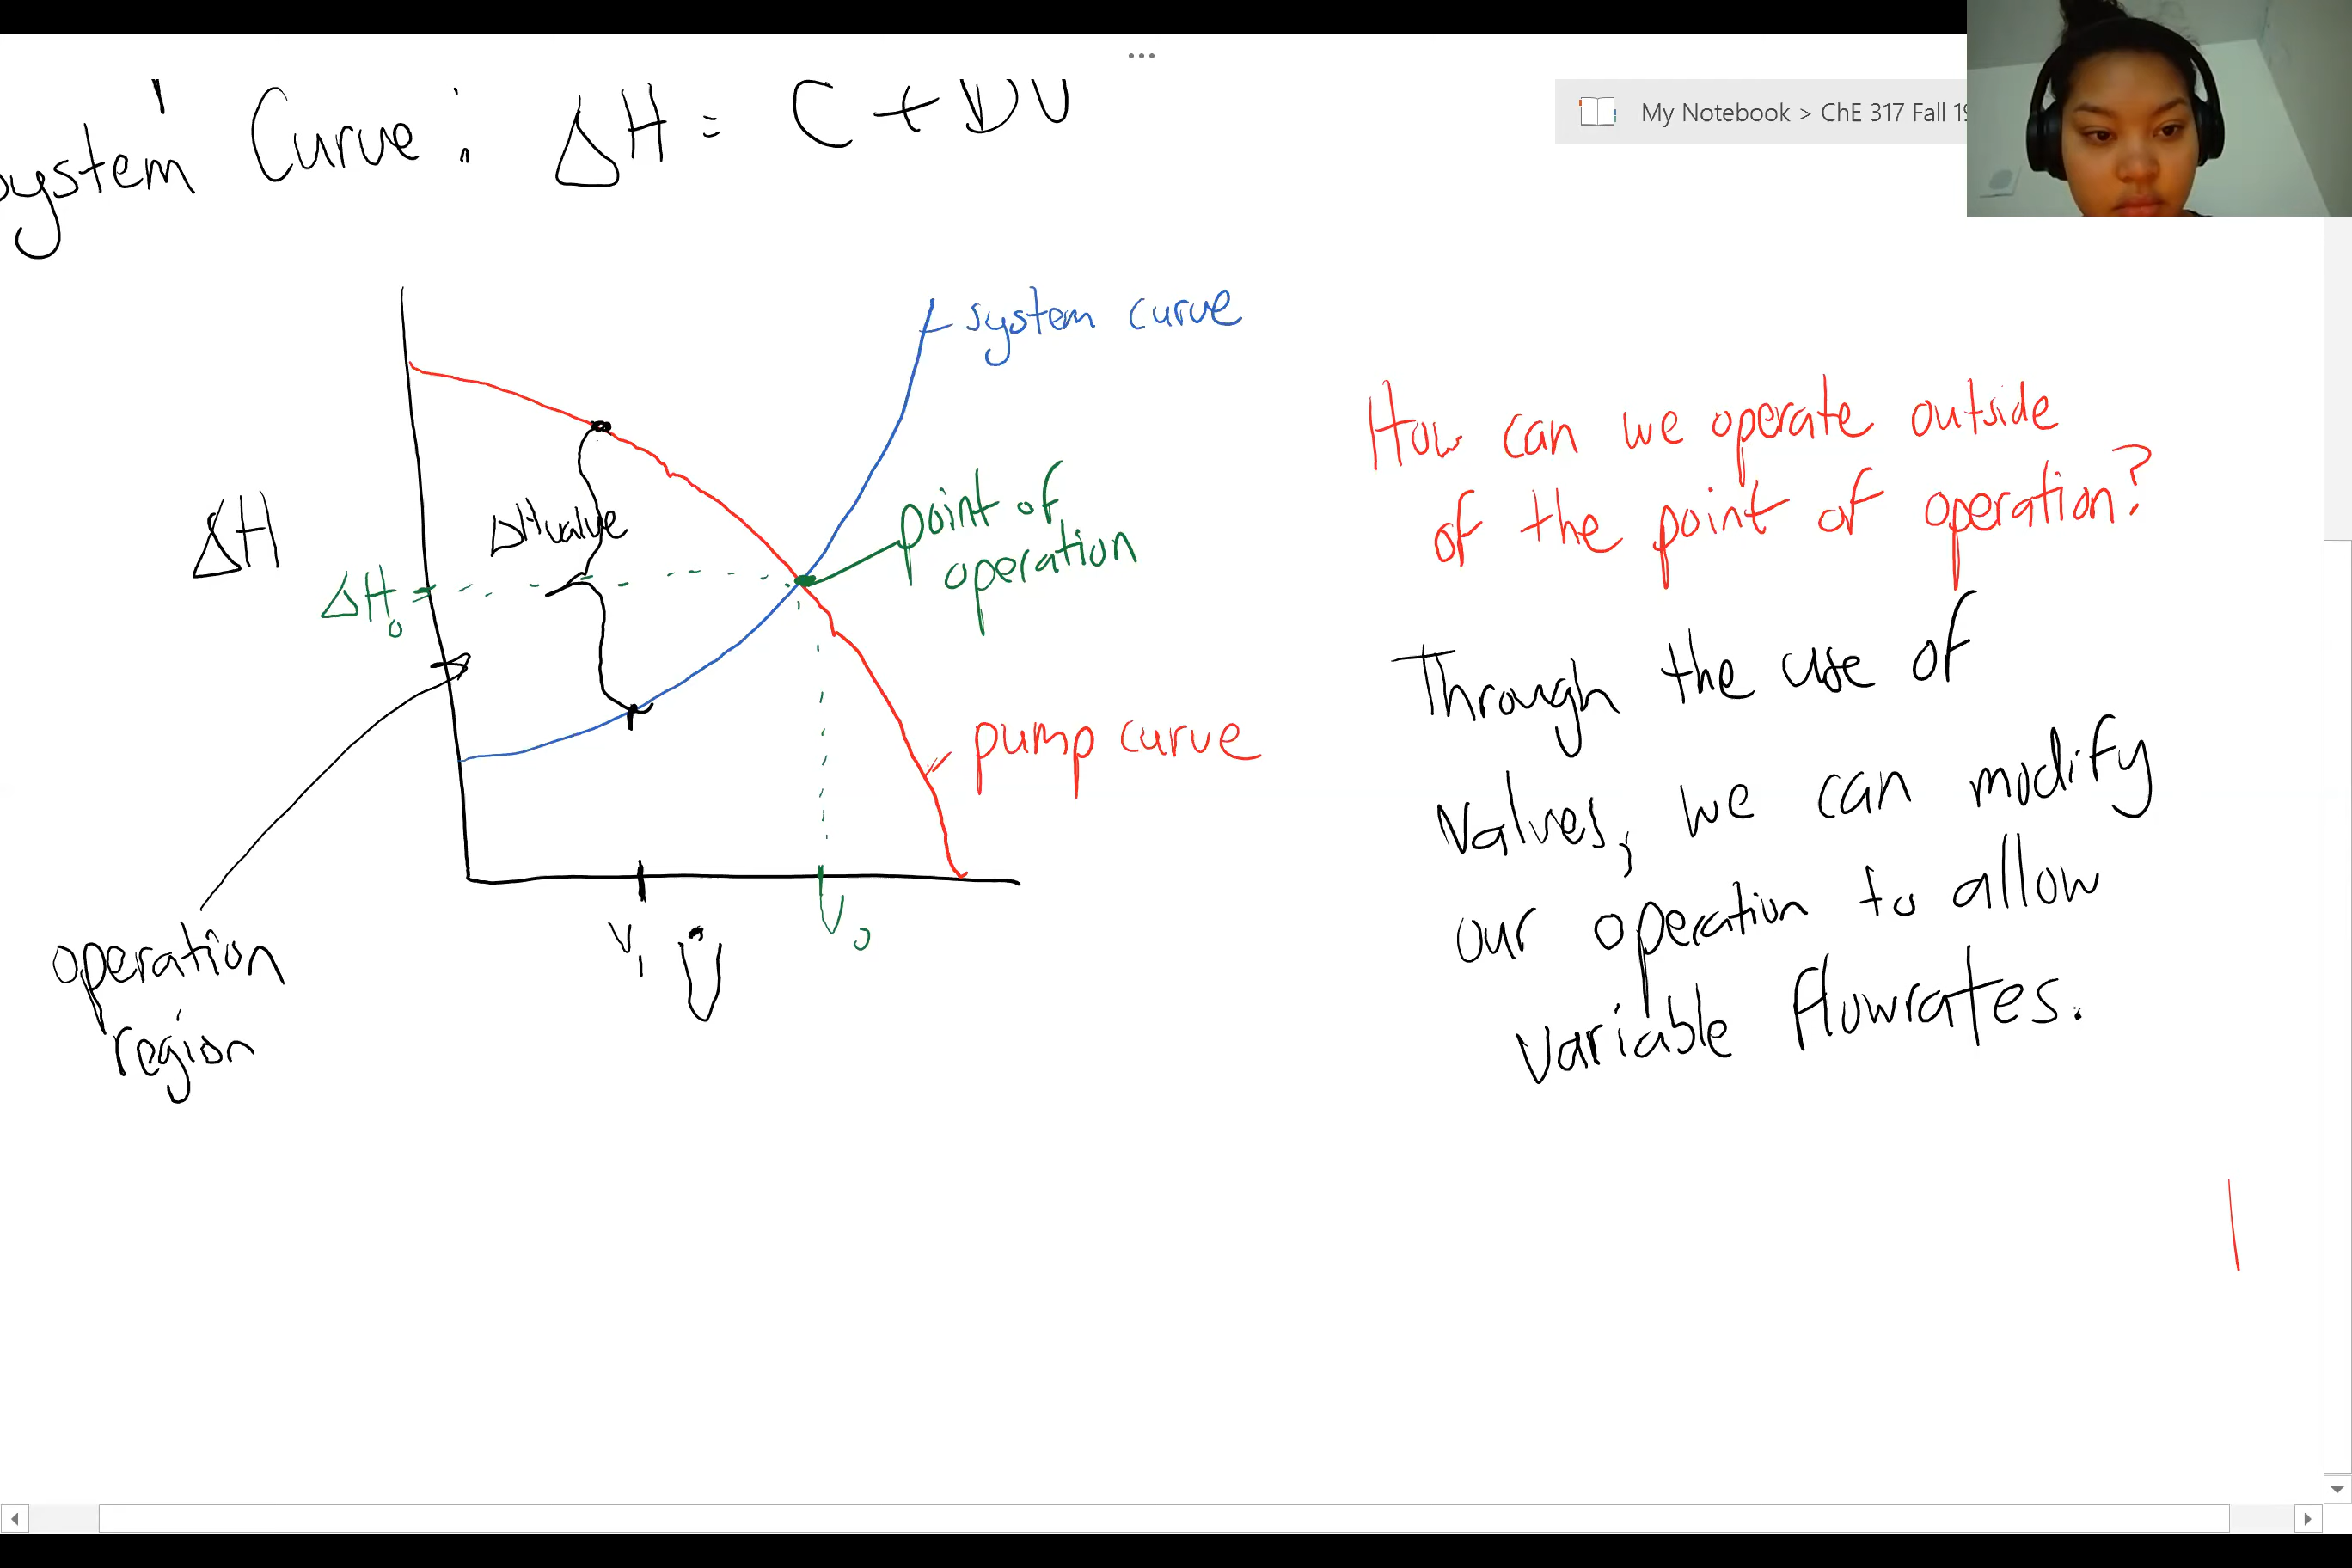 system Curve: ΔH = C + DV
My Notebook > ChE 317 Fall 19
system curve
How can we operate outside
of the point of operation?
ΔH
ΔHvalve
point of
operation
ΔH₀
Through the use of
valves, we can modify
our operation to allow
variable flowrates.
pump curve
operation
region
V₁
V̇
V₀